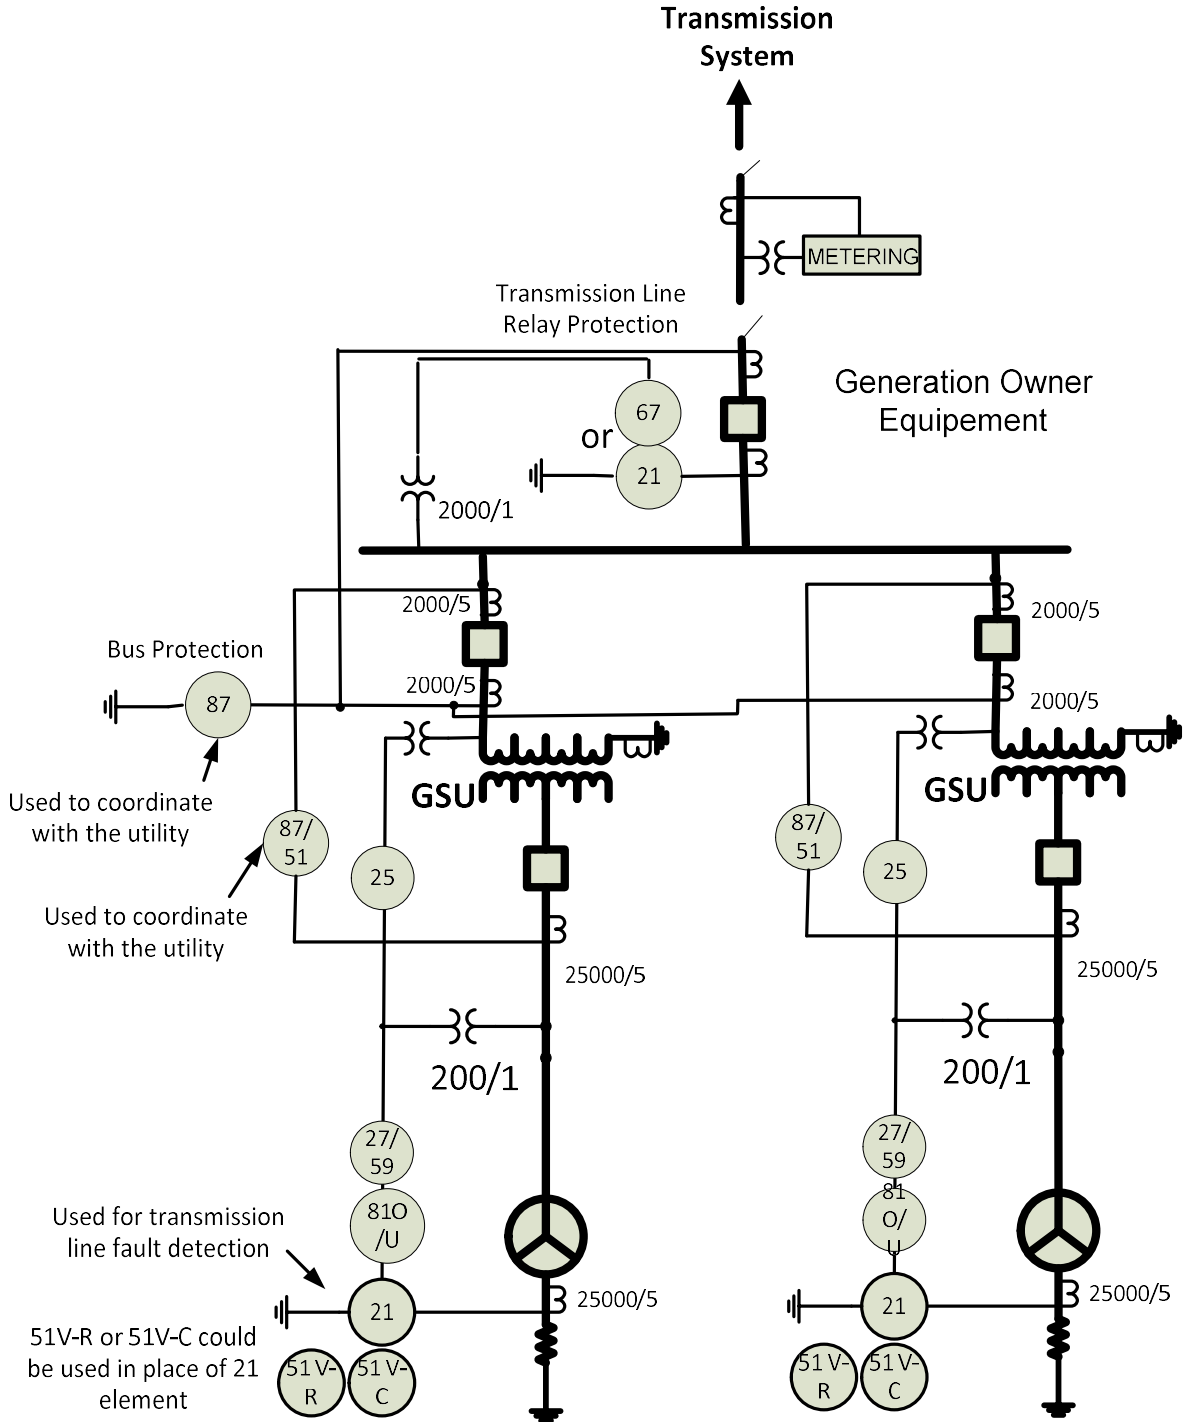 Transmission
System
METERING
Transmission Line
Relay Protection
Generation Owner
Equipement
67
or
21
2000/1
2000/5
2000/5
Bus Protection
2000/5
2000/5
87
GSU
GSU
Used to coordinate
with the utility
87/
51
87/
51
25
25
Used to coordinate
with the utility
25000/5
25000/5
200/1
200/1
27/
59
27/
59
81O
/U
81
O/
U
Used for transmission
line fault detection
21
25000/5
21
25000/5
51V-R or 51V-C could
be used in place of 21
element
51 V-
R
51 V-
C
51 V-
R
51 V-
C